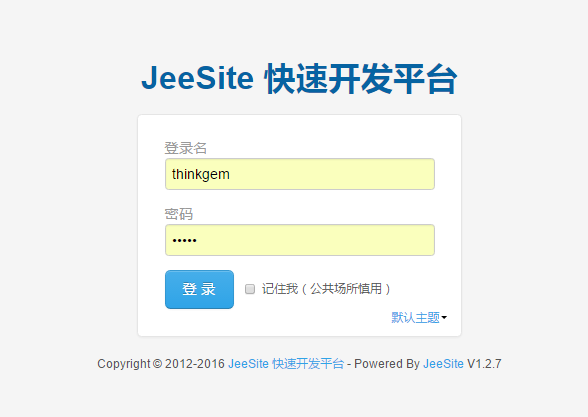 JeeSite 快速开发平台
登录名
thinkgem
密码
•••••
登 录 记住我（公共场所慎用）
默认主题
Copyright © 2012-2016 JeeSite 快速开发平台 - Powered By JeeSite V1.2.7